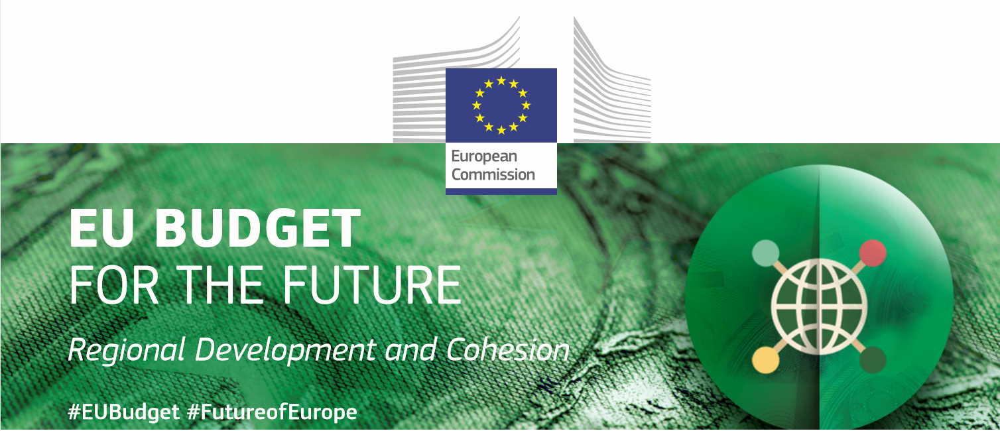 European
Commission
EU BUDGET
FOR THE FUTURE
Regional Development and Cohesion
#EUBudget #FutureofEurope